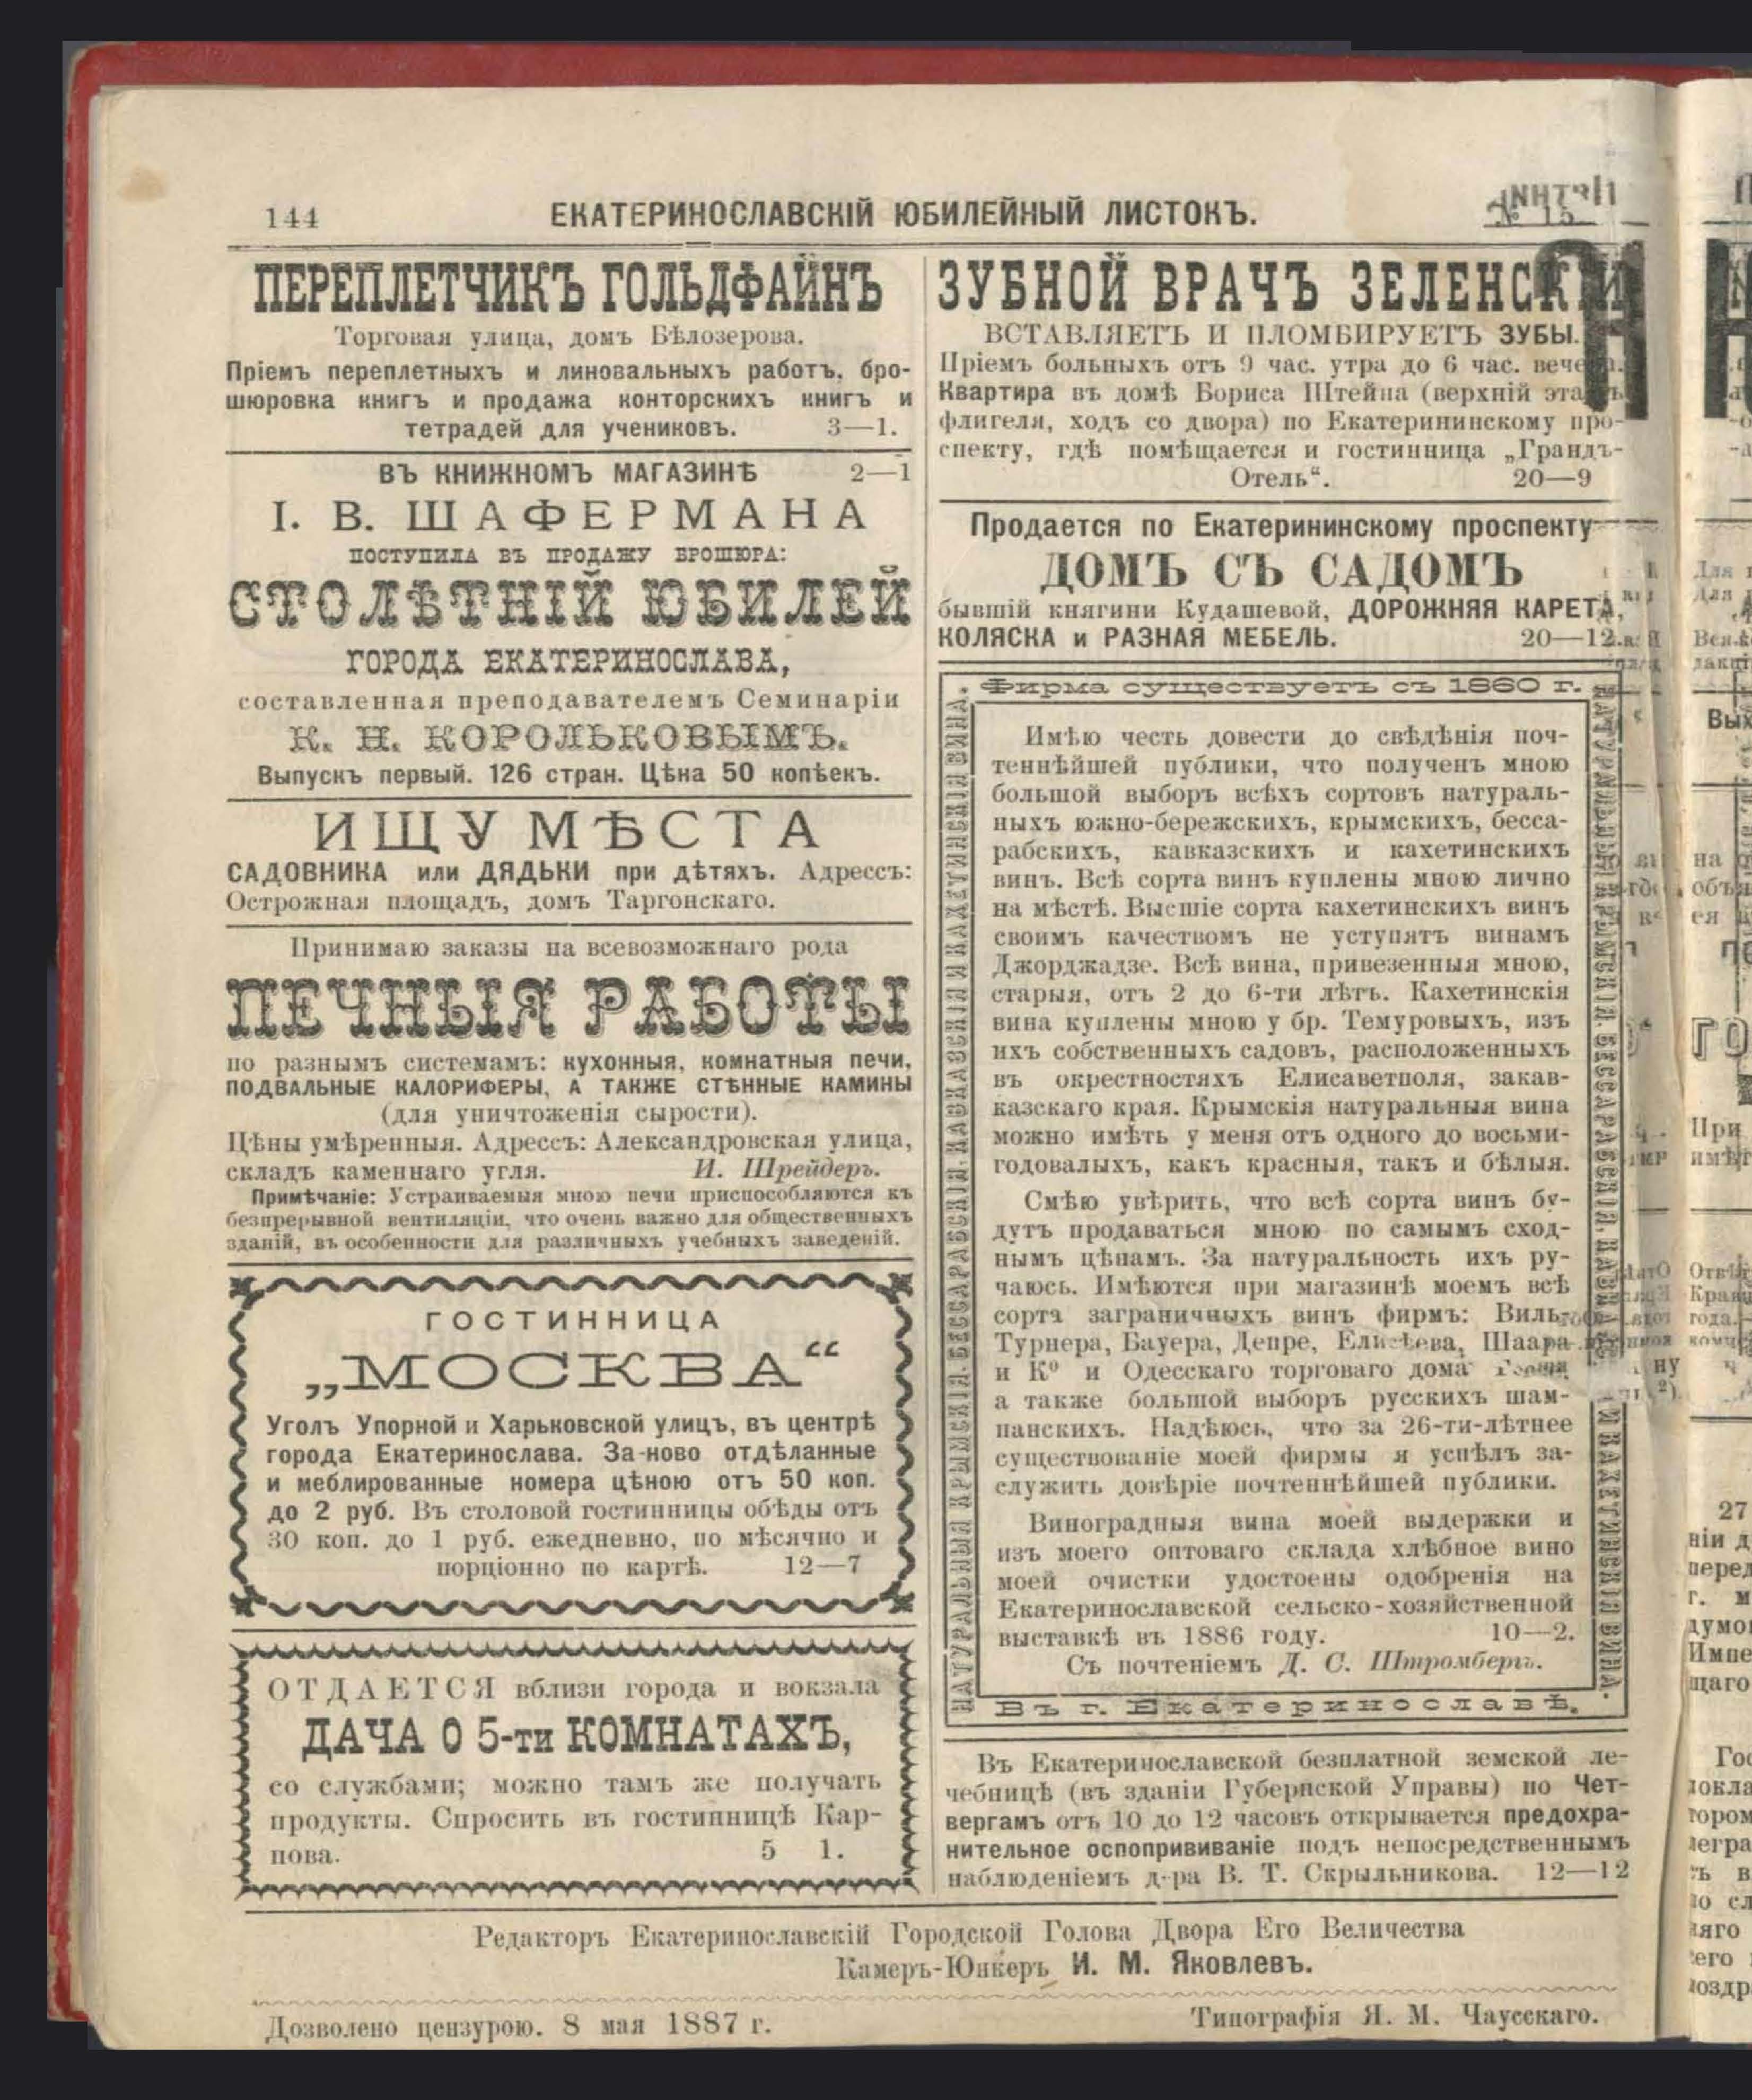 144
ЕКАТЕРИНОСЛАВСКІЙ ЮБИЛЕЙНЫЙ ЛИСТОКЪ.
№ 15
ПЕРЕПЛЕТЧИКЪ ГОЛЬДФАЙНЪ
Торговая улица, домъ Бѣлозерова.
Пріемъ переплетныхъ и линовальныхъ работъ. бро-
шюровка книгъ и продажа конторскихъ книгъ и
тетрадей для учениковъ. 3—1.
ВЪ КНИЖНОМЪ МАГАЗИНѢ 2—1
І. В. ШАФЕРМАНА
ПОСТУПИЛА ВЪ ПРОДАЖУ БРОШЮРА:
СТОЛѢТНІЙ ЮБИЛЕЙ
ГОРОДА ЕКАТЕРИНОСЛАВА,
составленная преподавателемъ Семинаріи
К. Н. КОРОЛЬКОВЫМЪ.
Выпускъ первый. 126 стран. Цѣна 50 копѣекъ.
ИЩУ МѢСТА
САДОВНИКА или ДЯДЬКИ при дѣтяхъ. Адрессъ:
Острожная площадъ, домъ Таргонскаго.
Принимаю заказы на всевозможнаго рода
ПЕЧНЫЯ РАБОТЫ
по разнымъ системамъ: кухонныя, комнатныя печи,
ПОДВАЛЬНЫЕ КАЛОРИФЕРЫ, А ТАКЖЕ СТѢННЫЕ КАМИНЫ
(для уничтоженія сырости).
Цѣны умѣренныя. Адрессъ: Александровская улица,
складъ каменнаго угля. И. Шрейдеръ.
Примѣчаніе: Устраиваемыя мною печи приспособляются къ
безпрерывной вентиляціи, что очень важно для общественныхъ
зданій, въ особенности для различныхъ учебныхъ заведеній.
ГОСТИННИЦА
„МОСКВА“
Уголъ Упорной и Харьковской улицъ, въ центрѣ
города Екатеринослава. За-ново отдѣланные
и меблированные номера цѣною отъ 50 коп.
до 2 руб. Въ столовой гостинницы обѣды отъ
30 коп. до 1 руб. ежедневно, по мѣсячно и
порціонно по картѣ. 12—7
ОТДАЕТСЯ вблизи города и вокзала
ДАЧА О 5-ти КОМНАТАХЪ,
со службами; можно тамъ же получать
продукты. Спросить въ гостинницѣ Кар-
пова. 5 1.
ЗУБНОЙ ВРАЧЪ ЗЕЛЕНСКІЙ
ВСТАВЛЯЕТЪ И ПЛОМБИРУЕТЪ ЗУБЫ.
Пріемъ больныхъ отъ 9 час. утра до 6 час. вечера.
Квартира въ домѣ Бориса Штейна (верхній этажъ
флигеля, ходъ со двора) по Екатерининскому про-
спекту, гдѣ помѣщается и гостинница „Грандъ-
Отель“. 20—9
Продается по Екатерининскому проспекту
ДОМЪ СЪ САДОМЪ
бывшій княгини Кудашевой, ДОРОЖНЯЯ КАРЕТА,
КОЛЯСКА и РАЗНАЯ МЕБЕЛЬ. 20—12
Фирма существуетъ съ 1860 г.
НАТУРАЛЬНЫЯ КРЫМСКІЯ. БЕССАРАБСКІЯ. КАВКАЗСКІЯ И КАХЕТИНСКІЯ ВИНА.
Имѣю честь довести до свѣдѣнія поч-
теннѣйшей публики, что полученъ мною
большой выборъ всѣхъ сортовъ натураль-
ныхъ южно-бережскихъ, крымскихъ, бесса-
рабскихъ, кавказскихъ и кахетинскихъ
винъ. Всѣ сорта винъ куплены мною лично
на мѣстѣ. Высшіе сорта кахетинскихъ винъ
своимъ качествомъ не уступятъ винамъ
Джорджадзе. Всѣ вина, привезенныя мною,
старыя, отъ 2 до 6-ти лѣтъ. Кахетинскія
вина куплены мною у бр. Темуровыхъ, изъ
ихъ собственныхъ садовъ, расположенныхъ
въ окрестностяхъ Елисаветполя, закав-
казскаго края. Крымскія натуральныя вина
можно имѣть у меня отъ одного до восьми-
годовалыхъ, какъ красныя, такъ и бѣлыя.
Смѣю увѣрить, что всѣ сорта винъ бу-
дутъ продаваться мною по самымъ сход-
нымъ цѣнамъ. За натуральность ихъ ру-
чаюсь. Имѣются при магазинѣ моемъ всѣ
сорта заграничныхъ винъ фирмъ: Виль-
Турнера, Бауера, Депре, Елисѣева, Шаара
и К⁰ и Одесскаго торговаго дома
а также большой выборъ русскихъ шам-
панскихъ. Надѣюсь, что за 26-ти-лѣтнее
существованіе моей фирмы я успѣлъ за-
служить довѣріе почтеннѣйшей публики.
Виноградныя вина моей выдержки и
изъ моего оптоваго склада хлѣбное вино
моей очистки удостоены одобренія на
Екатеринославской сельско-хозяйственной
выставкѣ въ 1886 году. 10—2.
Съ почтеніемъ Д. С. Штромбергъ.
НАТУРАЛЬНЫЯ КРЫМСКІЯ. БЕССАРАБСКІЯ. И КАХЕТИНСКІЯ ВИНА.
Въ г. Екатеринославѣ.
Въ Екатеринославской безплатной земской ле-
чебницѣ (въ зданіи Губернской Управы) по Чет-
вергамъ отъ 10 до 12 часовъ открывается предохра-
нительное оспопрививаніе подъ непосредственнымъ
наблюденіемъ д-ра В. Т. Скрыльникова. 12—12
Редакторъ Екатеринославскій Городской Голова Двора Его Величества
Камеръ-Юнкеръ И. М. Яковлевъ.
Дозволено цензурою. 8 мая 1887 г.
Типографія Я. М. Чаусскаго.